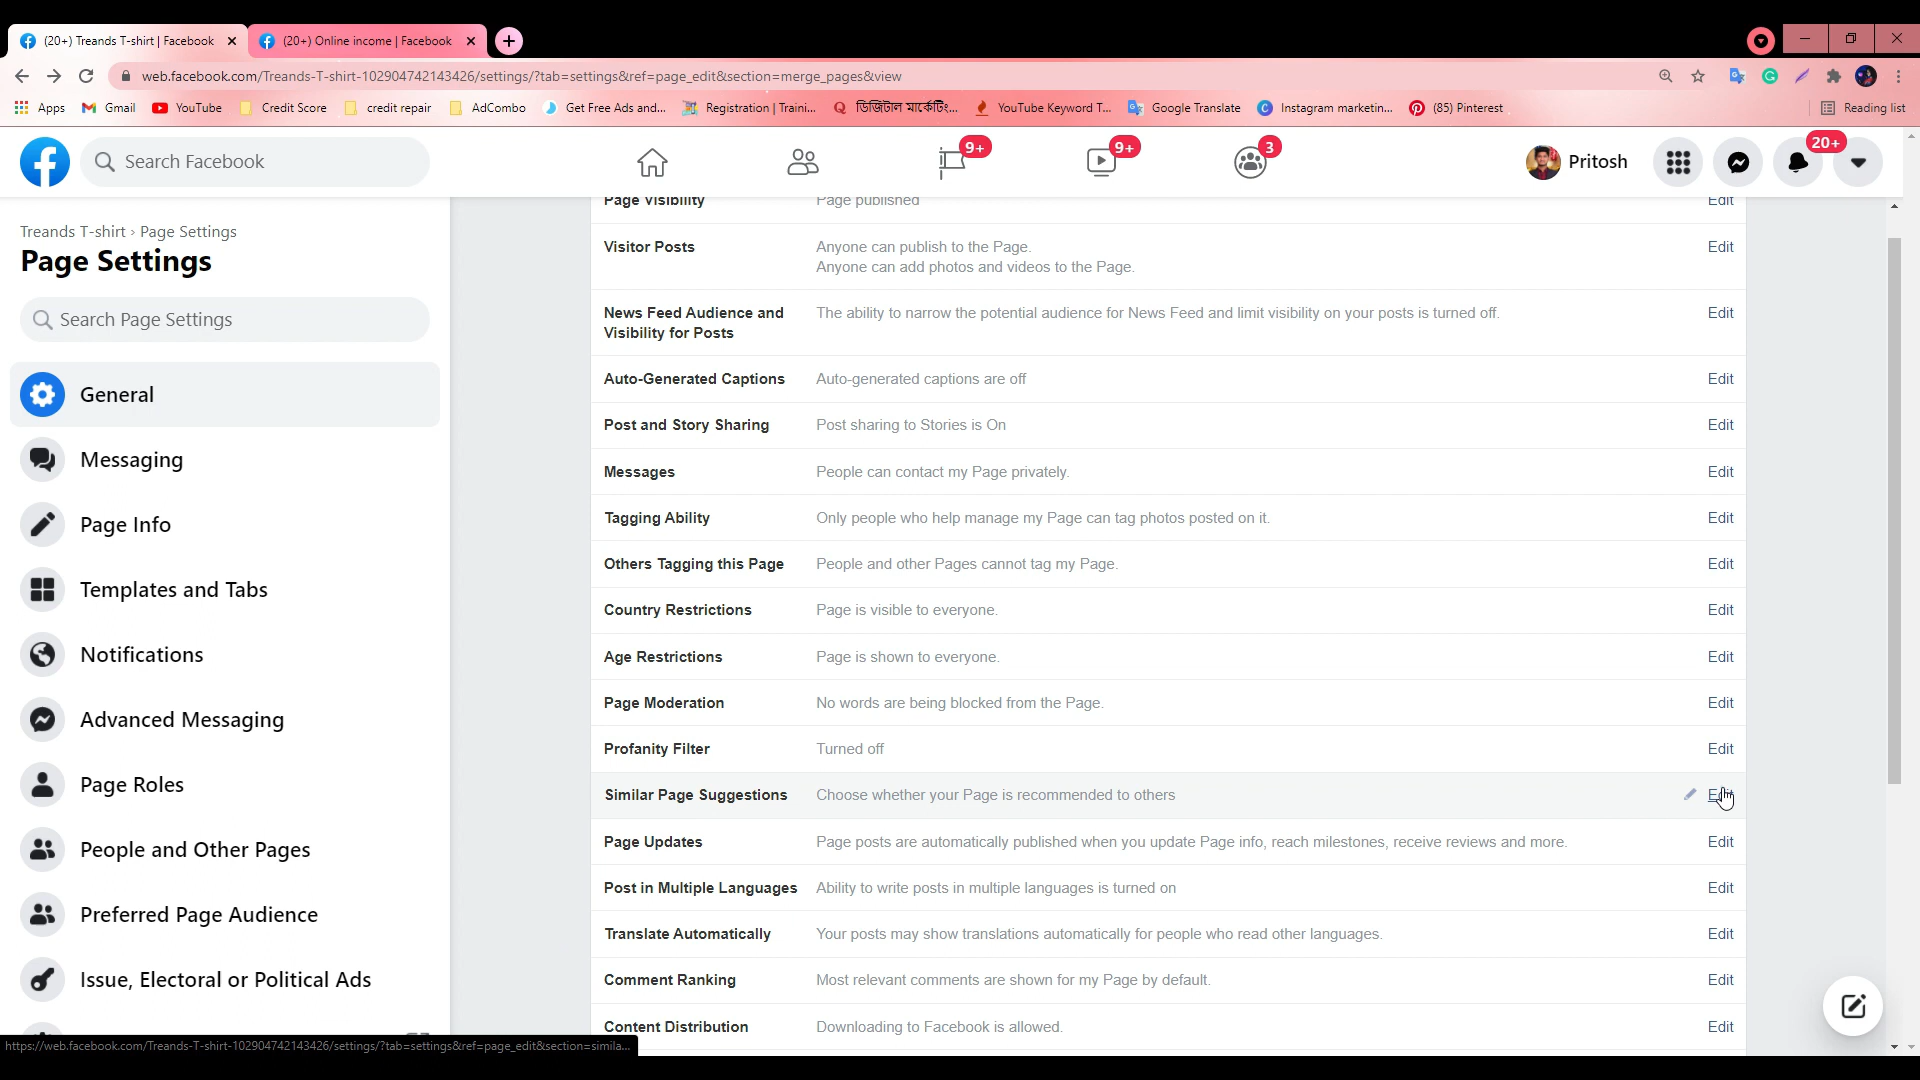 (20+) Treands T-shirt | Facebook
(20+) Online income | Facebook
web.facebook.com/Treands-T-shirt-102904742143426/settings/?tab=settings&ref=page_edit&section=merge_pages&view
Apps
Gmail
YouTube
Credit Score
credit repair
AdCombo
Get Free Ads and...
Registration | Traini...
ডিজিটাল মার্কেটিং...
YouTube Keyword T...
Google Translate
Instagram marketin...
(85) Pinterest
Reading list
Search Facebook
9+
9+
3
Pritosh
20+
Treands T-shirt › Page Settings
Page Settings
Search Page Settings
General
Messaging
Page Info
Templates and Tabs
Notifications
Advanced Messaging
Page Roles
People and Other Pages
Preferred Page Audience
Issue, Electoral or Political Ads
Page Visibility Page published Edit
Visitor Posts Anyone can publish to the Page. Edit
Anyone can add photos and videos to the Page.
News Feed Audience and The ability to narrow the potential audience for News Feed and limit visibility on your posts is turned off. Edit
Visibility for Posts
Auto-Generated Captions Auto-generated captions are off Edit
Post and Story Sharing Post sharing to Stories is On Edit
Messages People can contact my Page privately. Edit
Tagging Ability Only people who help manage my Page can tag photos posted on it. Edit
Others Tagging this Page People and other Pages cannot tag my Page. Edit
Country Restrictions Page is visible to everyone. Edit
Age Restrictions Page is shown to everyone. Edit
Page Moderation No words are being blocked from the Page. Edit
Profanity Filter Turned off Edit
Similar Page Suggestions Choose whether your Page is recommended to others Edit
Page Updates Page posts are automatically published when you update Page info, reach milestones, receive reviews and more. Edit
Post in Multiple Languages Ability to write posts in multiple languages is turned on Edit
Translate Automatically Your posts may show translations automatically for people who read other languages. Edit
Comment Ranking Most relevant comments are shown for my Page by default. Edit
Content Distribution Downloading to Facebook is allowed. Edit
https://web.facebook.com/Treands-T-shirt-102904742143426/settings/?tab=settings&ref=page_edit&section=simila...